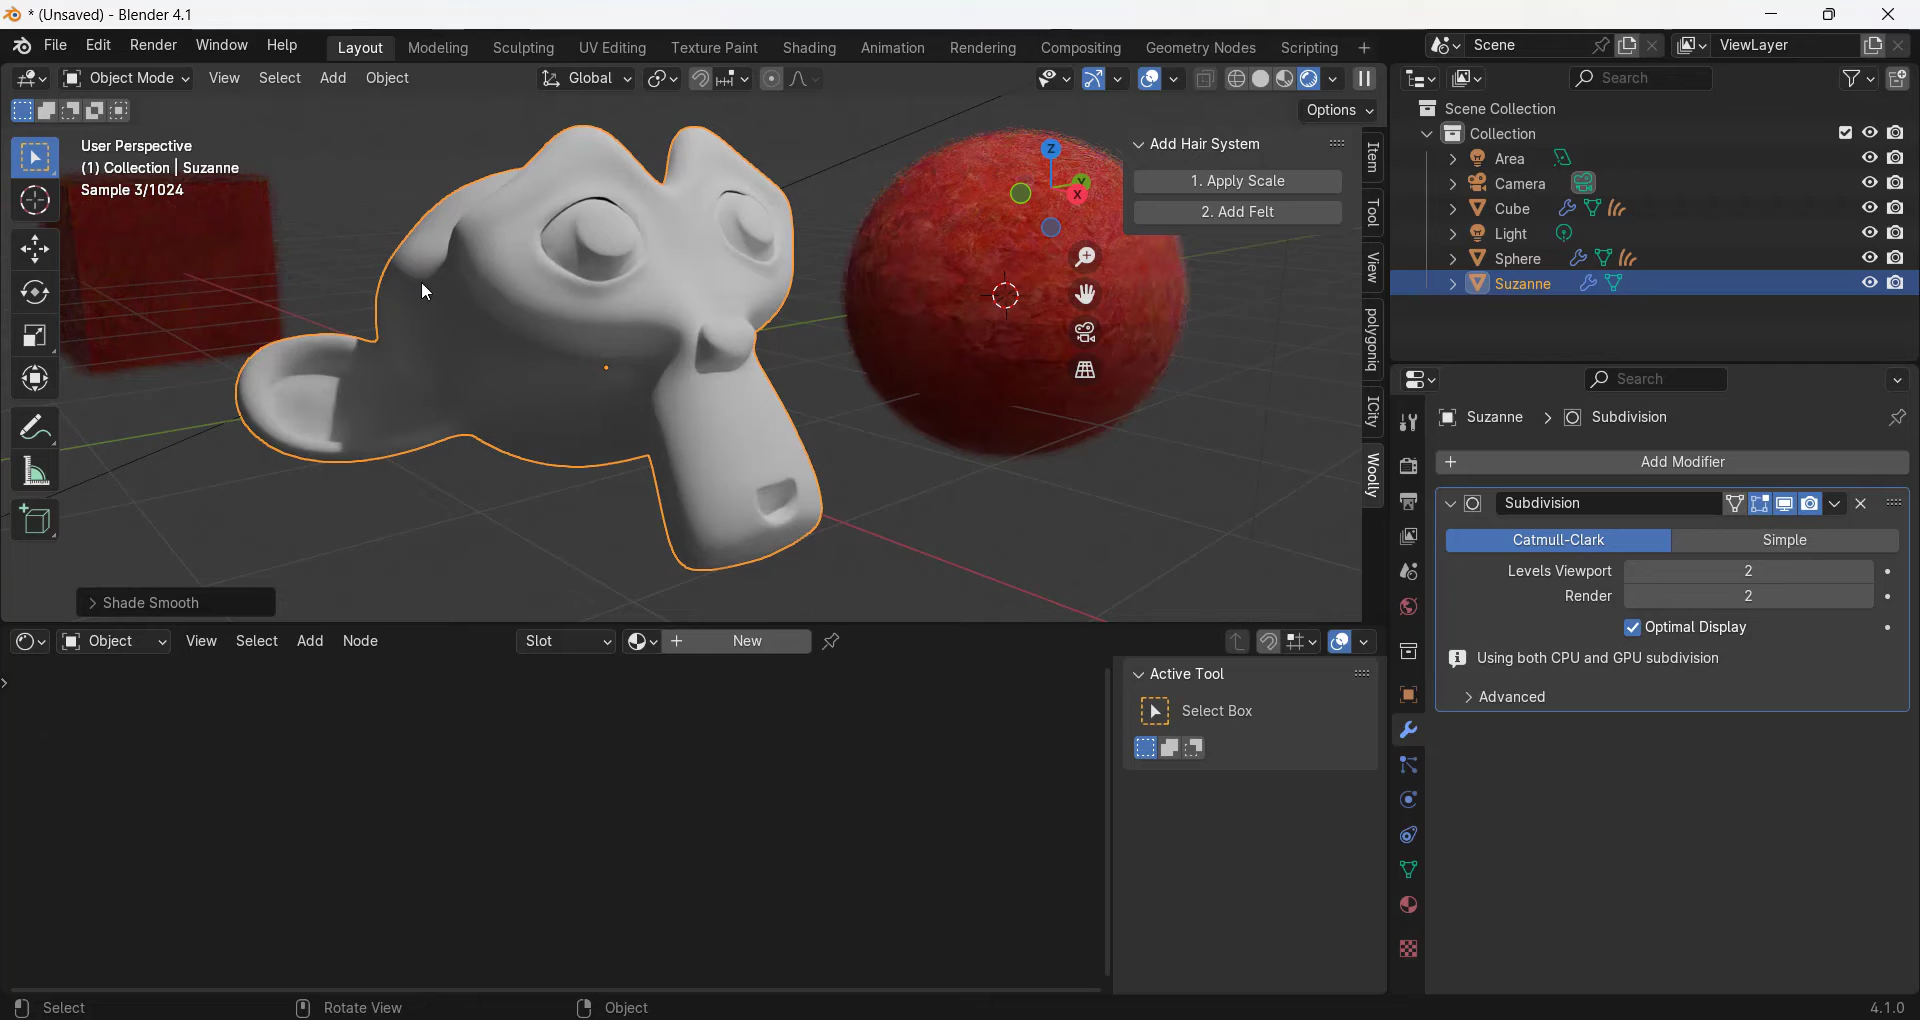 * (Unsaved) - Blender 4.1
File Edit Render Window Help Layout Modeling Sculpting UV Editing Texture Paint Shading Animation Rendering Compositing Geometry Nodes Scripting + Scene ViewLayer
Object Mode View Select Add Object Global Search
Options
Scene Collection
Collection
Area
Camera
Cube
Light
Sphere
Suzanne
User Perspective
(1) Collection | Suzanne
Sample 3/1024
Add Hair System
1. Apply Scale
2. Add Felt
Z
Y
X
Item
Tool
View
polygoniq
ICity
Woolly
Search
Suzanne > Subdivision
+ Add Modifier
Subdivision
Catmull-Clark Simple
Levels Viewport 2
Render 2
Optimal Display
Using both CPU and GPU subdivision
> Advanced
> Shade Smooth
Object View Select Add Node Slot + New
Active Tool
Select Box
Select Rotate View Object 4.1.0